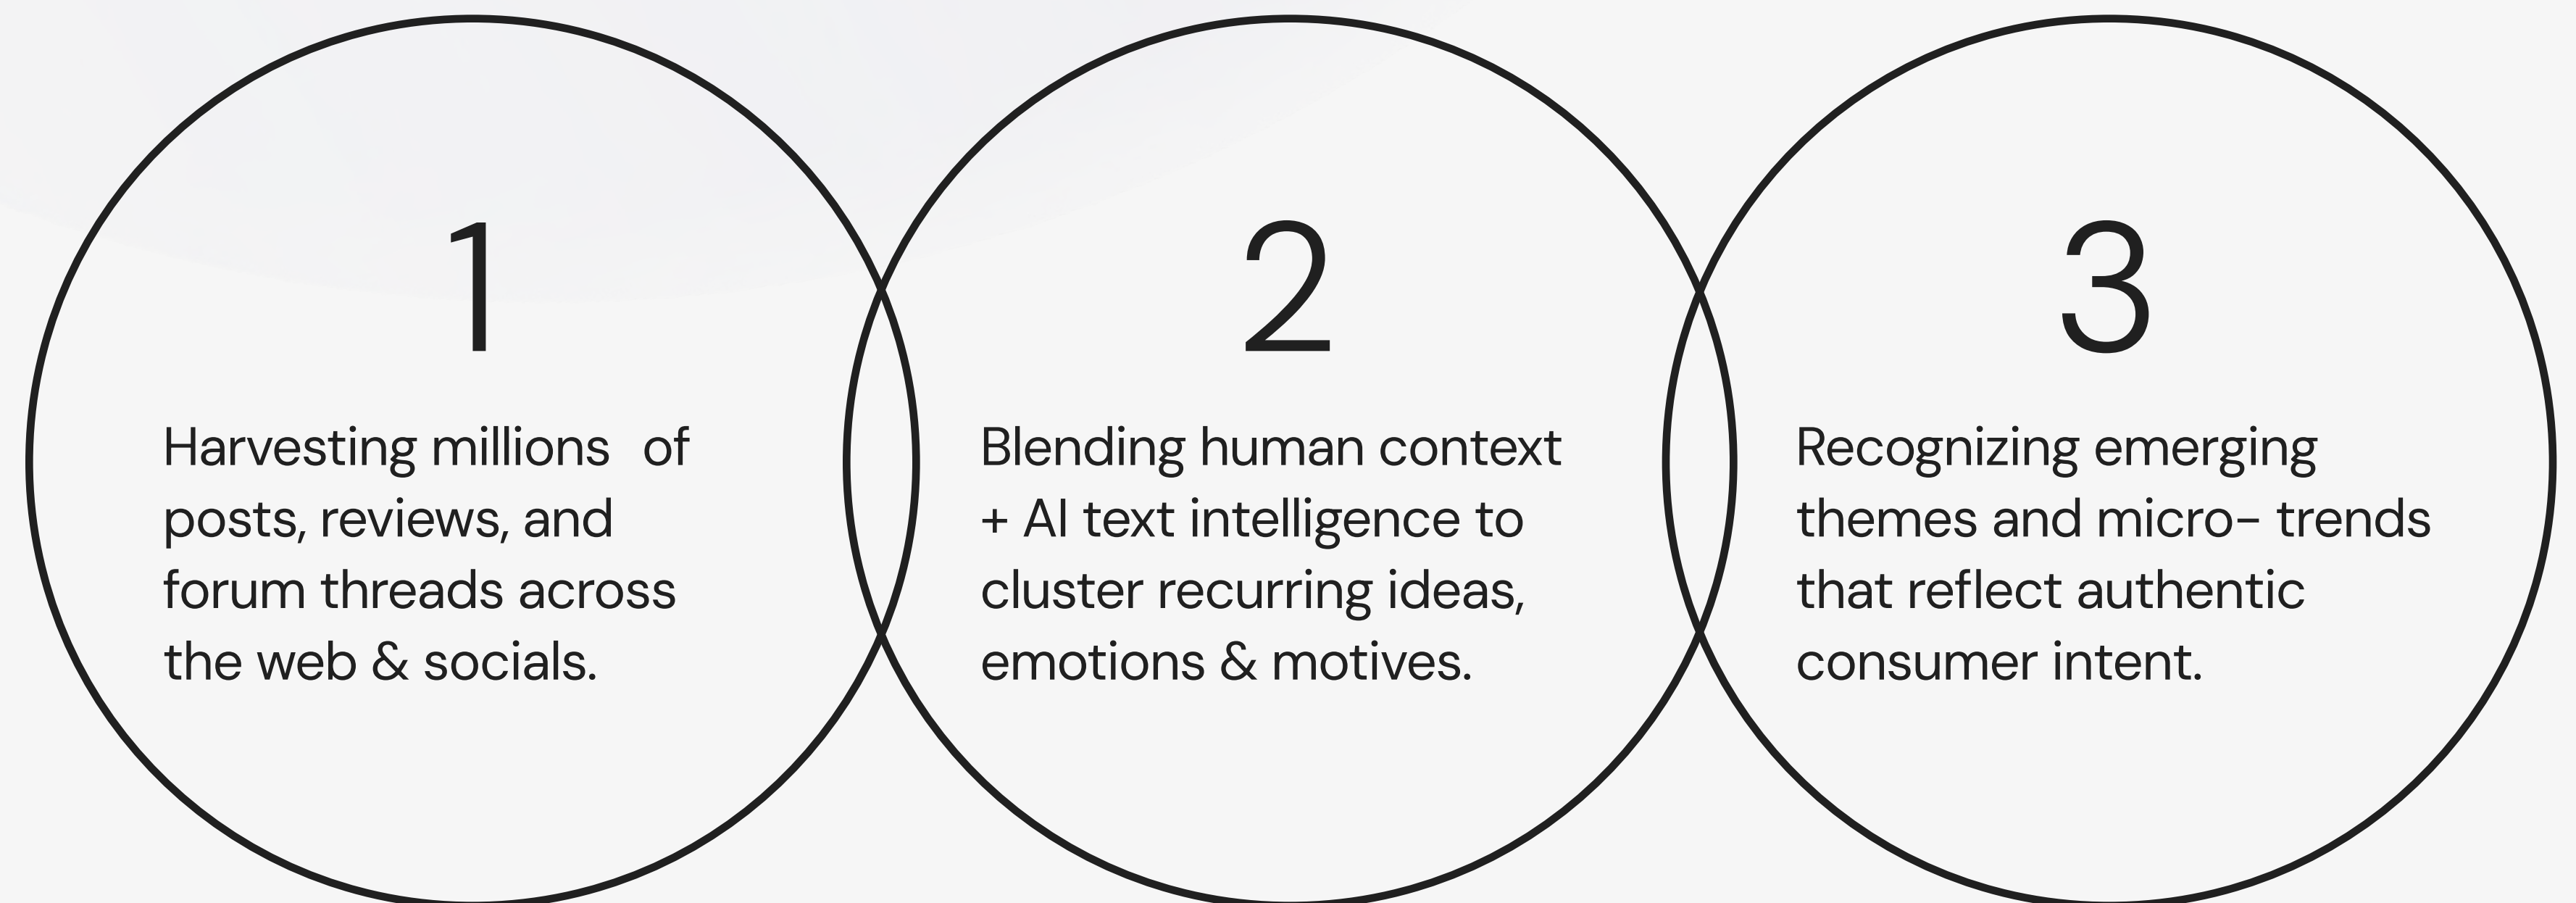 1
Harvesting millions  of
posts, reviews, and
forum threads across
the web & socials.
2
Blending human context
+ AI text intelligence to
cluster recurring ideas,
emotions & motives.
3
Recognizing emerging
themes and micro- trends
that reflect authentic
consumer intent.